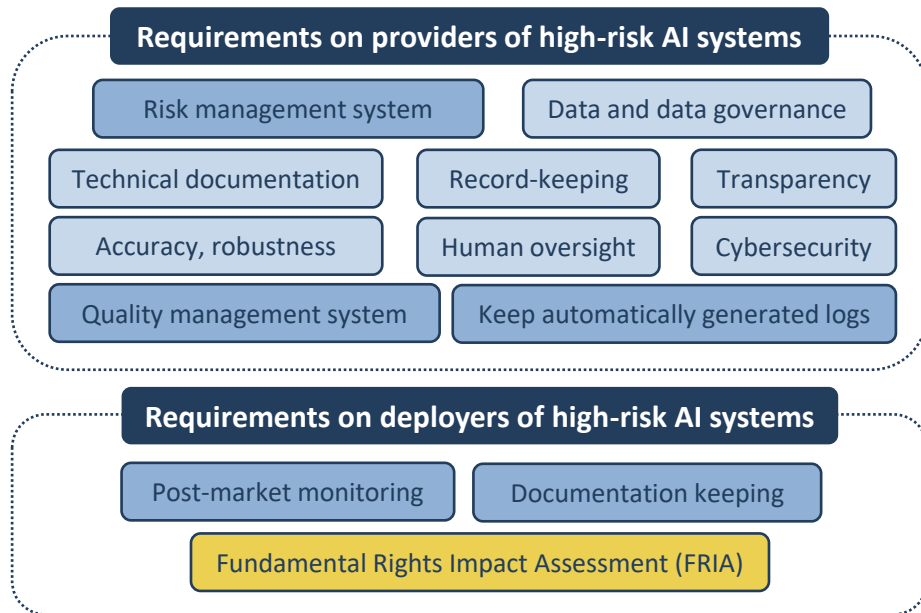 Requirements on providers of high-risk AI systems
Risk management system
Data and data governance
Technical documentation
Record-keeping
Transparency
Accuracy, robustness
Human oversight
Cybersecurity
Quality management system
Keep automatically generated logs
Requirements on deployers of high-risk AI systems
Post-market monitoring
Documentation keeping
Fundamental Rights Impact Assessment (FRIA)